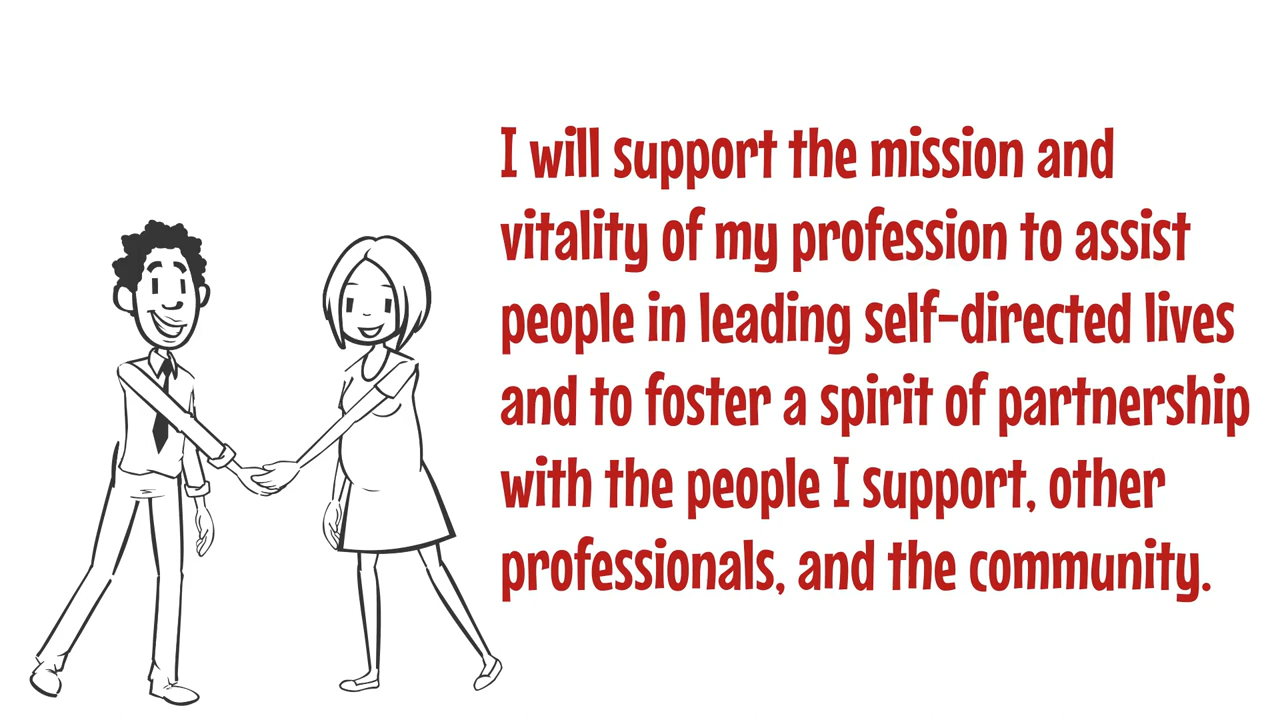 I will support the mission and
vitality of my profession to assist
people in leading self-directed lives
and to foster a spirit of partnership
with the people I support, other
professionals, and the community.